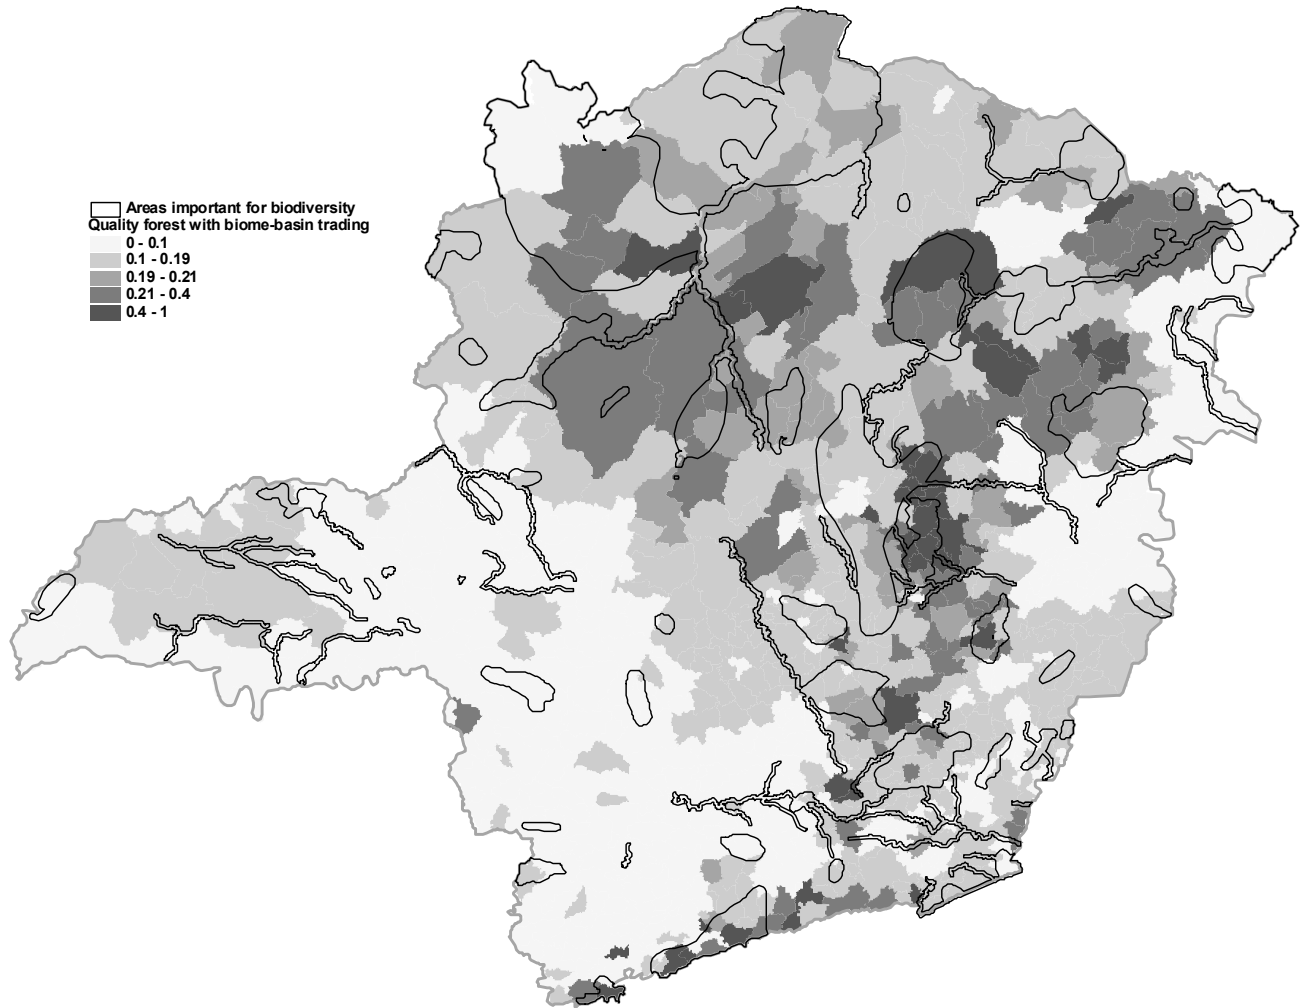 Areas important for biodiversity
Quality forest with biome-basin trading
0 - 0.1
0.1 - 0.19
0.19 - 0.21
0.21 - 0.4
0.4 - 1